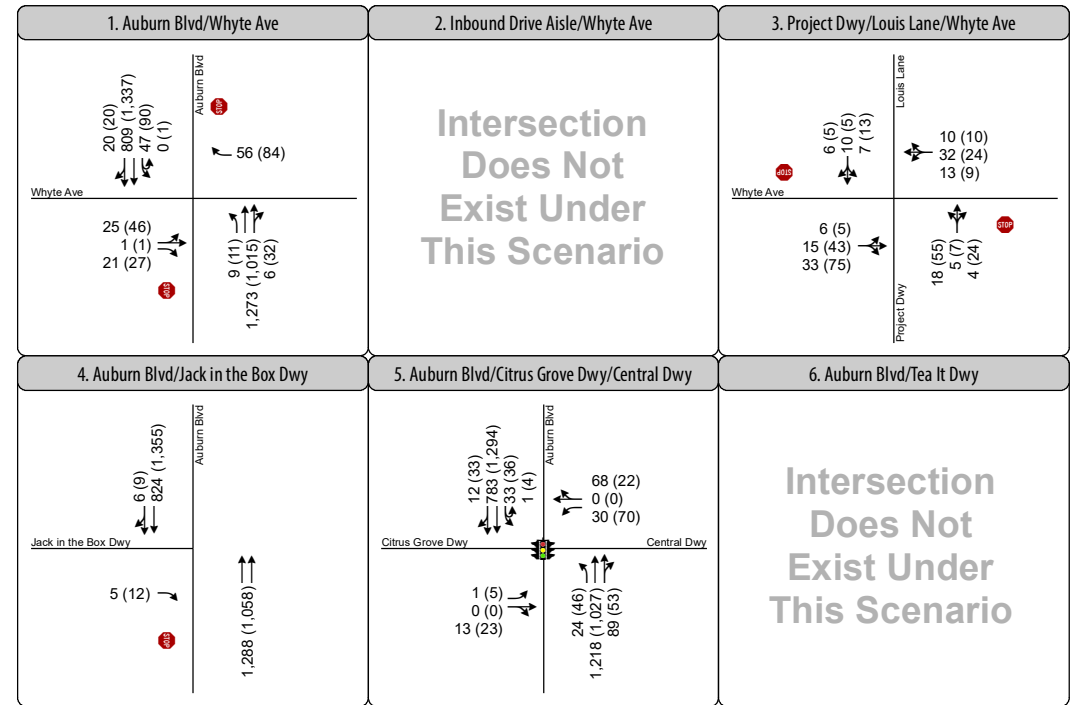 1. Auburn Blvd/Whyte Ave
20 (20)
809 (1,337)
47 (90)
0 (1)
Auburn Blvd
STOP
56 (84)
Whyte Ave
25 (46)
1 (1)
21 (27)
STOP
9 (11)
1,273 (1,015)
6 (32)
2. Inbound Drive Aisle/Whyte Ave
Intersection
Does Not
Exist Under
This Scenario
3. Project Dwy/Louis Lane/Whyte Ave
6 (5)
10 (5)
7 (13)
Louis Lane
10 (10)
32 (24)
13 (9)
STOP
Whyte Ave
6 (5)
15 (43)
33 (75)
Project Dwy
18 (55)
5 (7)
4 (24)
STOP
4. Auburn Blvd/Jack in the Box Dwy
6 (9)
824 (1,355)
Auburn Blvd
Jack in the Box Dwy
5 (12)
STOP
1,288 (1,058)
5. Auburn Blvd/Citrus Grove Dwy/Central Dwy
12 (33)
783 (1,294)
33 (36)
1 (4)
Auburn Blvd
68 (22)
0 (0)
30 (70)
Citrus Grove Dwy
Central Dwy
1 (5)
0 (0)
13 (23)
24 (46)
1,218 (1,027)
89 (53)
6. Auburn Blvd/Tea It Dwy
Intersection
Does Not
Exist Under
This Scenario